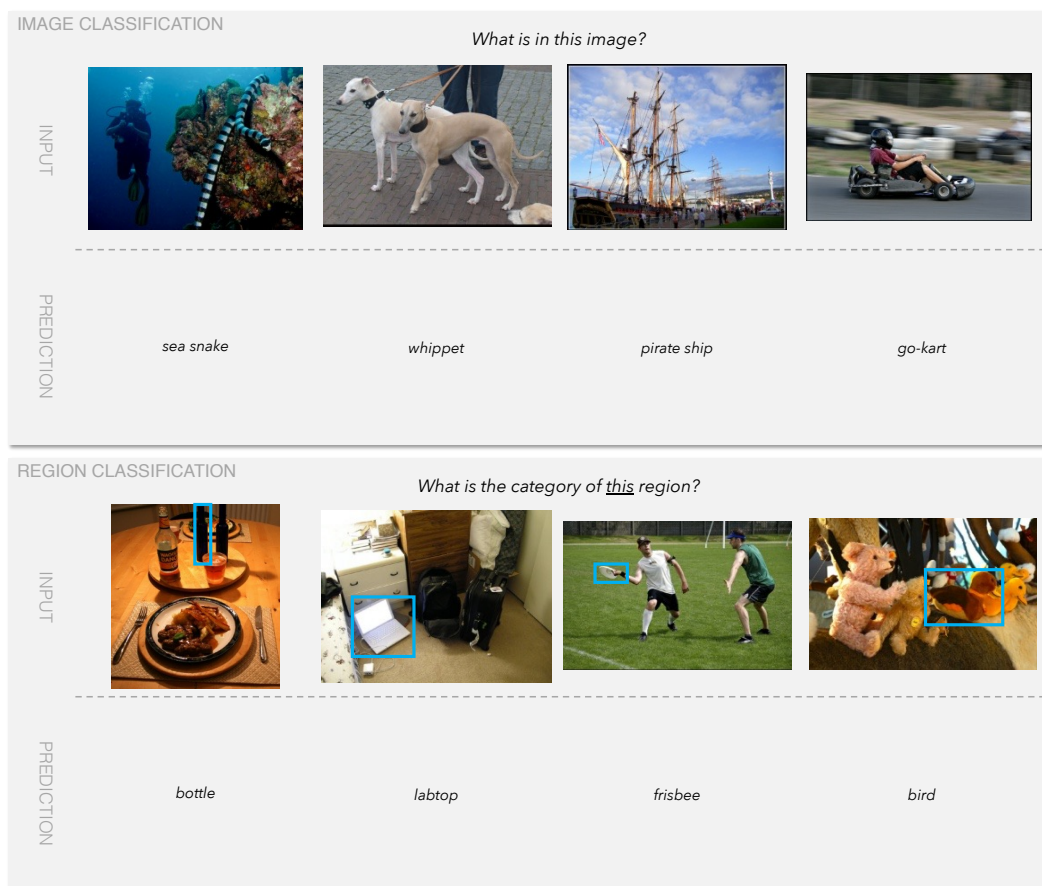 IMAGE CLASSIFICATION
What is in this image?
INPUT
PREDICTION
sea snake
whippet
pirate ship
go-kart
REGION CLASSIFICATION
What is the category of this region?
INPUT
PREDICTION
bottle
labtop
frisbee
bird